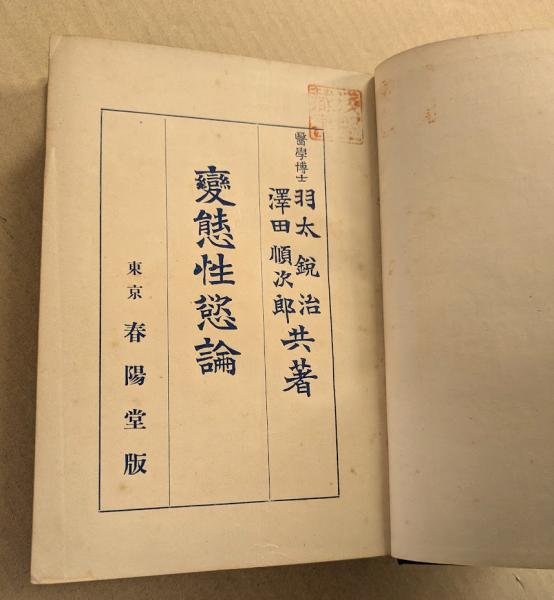 醫學博士
羽太鋭治
澤田順次郎
共著
變態性慾論
東京 春陽堂版